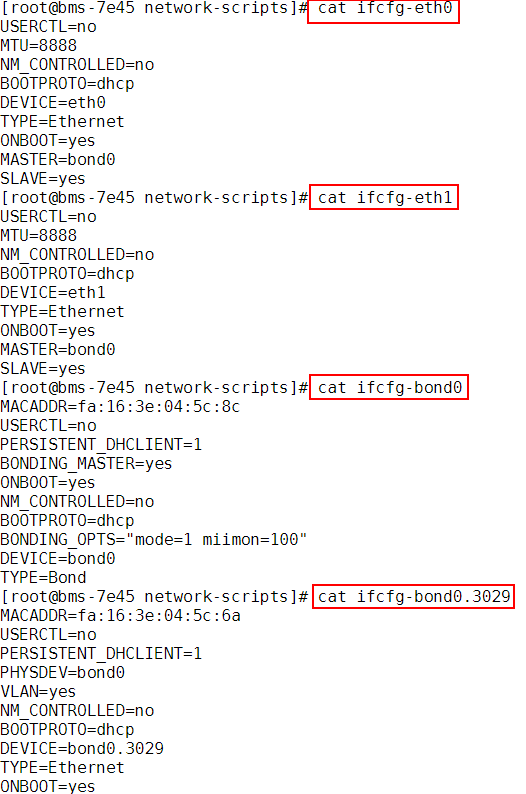 [root@bms-7e45 network-scripts]# cat ifcfg-eth0
USERCTL=no
MTU=8888
NM_CONTROLLED=no
BOOTPROTO=dhcp
DEVICE=eth0
TYPE=Ethernet
ONBOOT=yes
MASTER=bond0
SLAVE=yes
[root@bms-7e45 network-scripts]# cat ifcfg-eth1
USERCTL=no
MTU=8888
NM_CONTROLLED=no
BOOTPROTO=dhcp
DEVICE=eth1
TYPE=Ethernet
ONBOOT=yes
MASTER=bond0
SLAVE=yes
[root@bms-7e45 network-scripts]# cat ifcfg-bond0
MACADDR=fa:16:3e:04:5c:8c
USERCTL=no
PERSISTENT_DHCLIENT=1
BONDING_MASTER=yes
ONBOOT=yes
NM_CONTROLLED=no
BOOTPROTO=dhcp
BONDING_OPTS="mode=1 miimon=100"
DEVICE=bond0
TYPE=Bond
[root@bms-7e45 network-scripts]# cat ifcfg-bond0.3029
MACADDR=fa:16:3e:04:5c:6a
USERCTL=no
PERSISTENT_DHCLIENT=1
PHYSDEV=bond0
VLAN=yes
NM_CONTROLLED=no
BOOTPROTO=dhcp
DEVICE=bond0.3029
TYPE=Ethernet
ONBOOT=yes